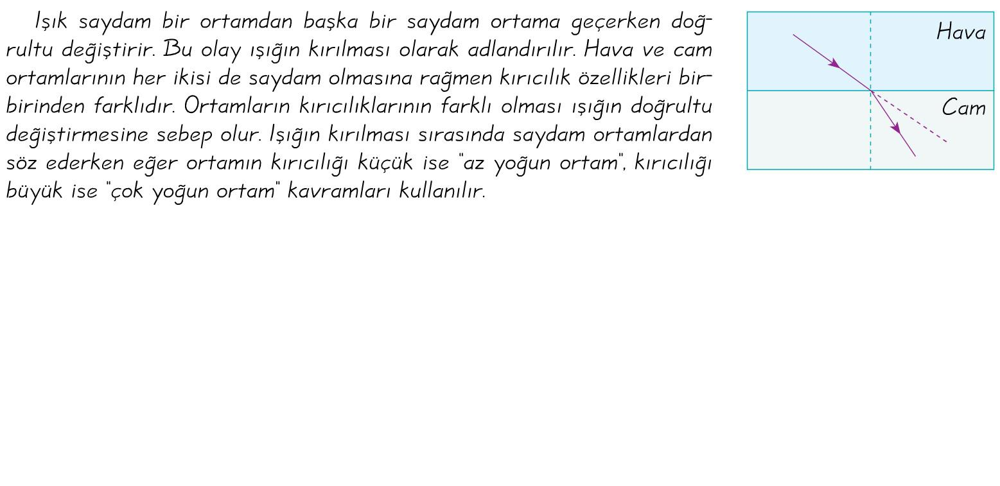 Işık saydam bir ortamdan başka bir saydam ortama geçerken doğ-
rultu değiştirir. Bu olay ışığın kırılması olarak adlandırılır. Hava ve cam
ortamlarının her ikisi de saydam olmasına rağmen kırıcılık özellikleri bir-
birinden farklıdır. Ortamların kırıcılıklarının farklı olması ışığın doğrultu
değiştirmesine sebep olur. Işığın kırılması sırasında saydam ortamlardan
söz ederken eğer ortamın kırıcılığı küçük ise "az yoğun ortam", kırıcılığı
büyük ise "çok yoğun ortam" kavramları kullanılır.
Hava
Cam